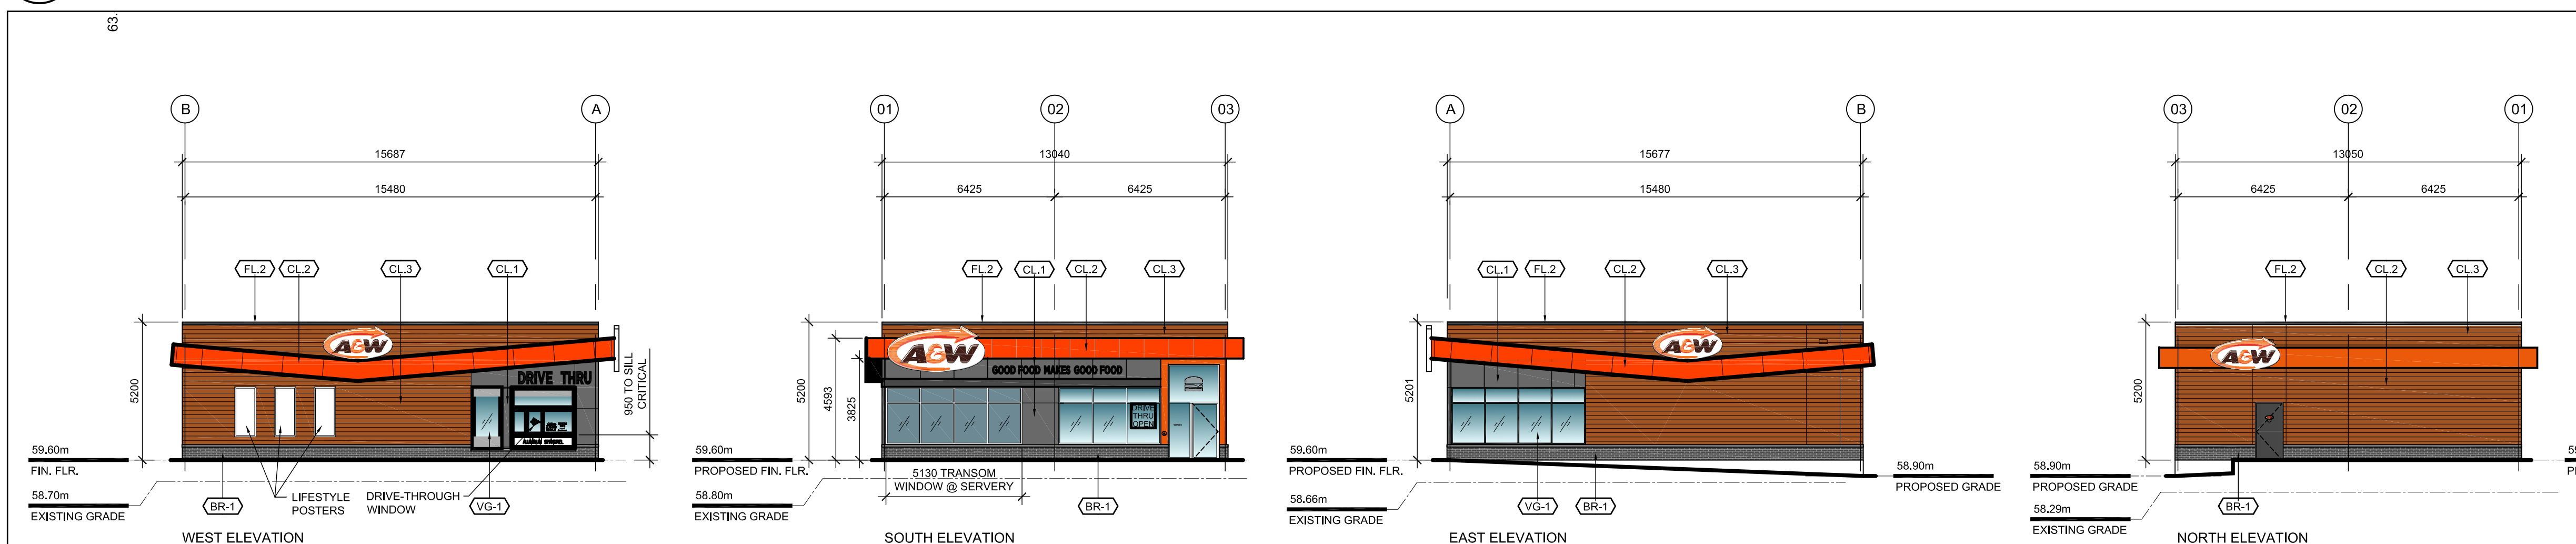 63.
B
A
15687
15480
FL.2
CL.2
CL.3
CL.1
A&W
DRIVE THRU
5200
950 TO SILL
CRITICAL
59.60m
FIN. FLR.
58.70m
EXISTING GRADE
BR-1
LIFESTYLE
POSTERS
DRIVE-THROUGH
WINDOW
VG-1
WEST ELEVATION
01
02
03
13040
6425
6425
FL.2
CL.1
CL.2
CL.3
A&W
GOOD FOOD MAKES GOOD FOOD
DRIVE
THRU
OPEN
5200
4593
3825
59.60m
PROPOSED FIN. FLR.
58.80m
EXISTING GRADE
5130 TRANSOM
WINDOW @ SERVERY
BR-1
SOUTH ELEVATION
A
B
15677
15480
CL.1
FL.2
CL.2
CL.3
A&W
5201
59.60m
PROPOSED FIN. FLR.
58.66m
EXISTING GRADE
VG-1
BR-1
58.90m
PROPOSED GRADE
EAST ELEVATION
03
02
01
13050
6425
6425
FL.2
CL.2
CL.3
A&W
5200
58.90m
PROPOSED GRADE
58.29m
EXISTING GRADE
BR-1
NORTH ELEVATION